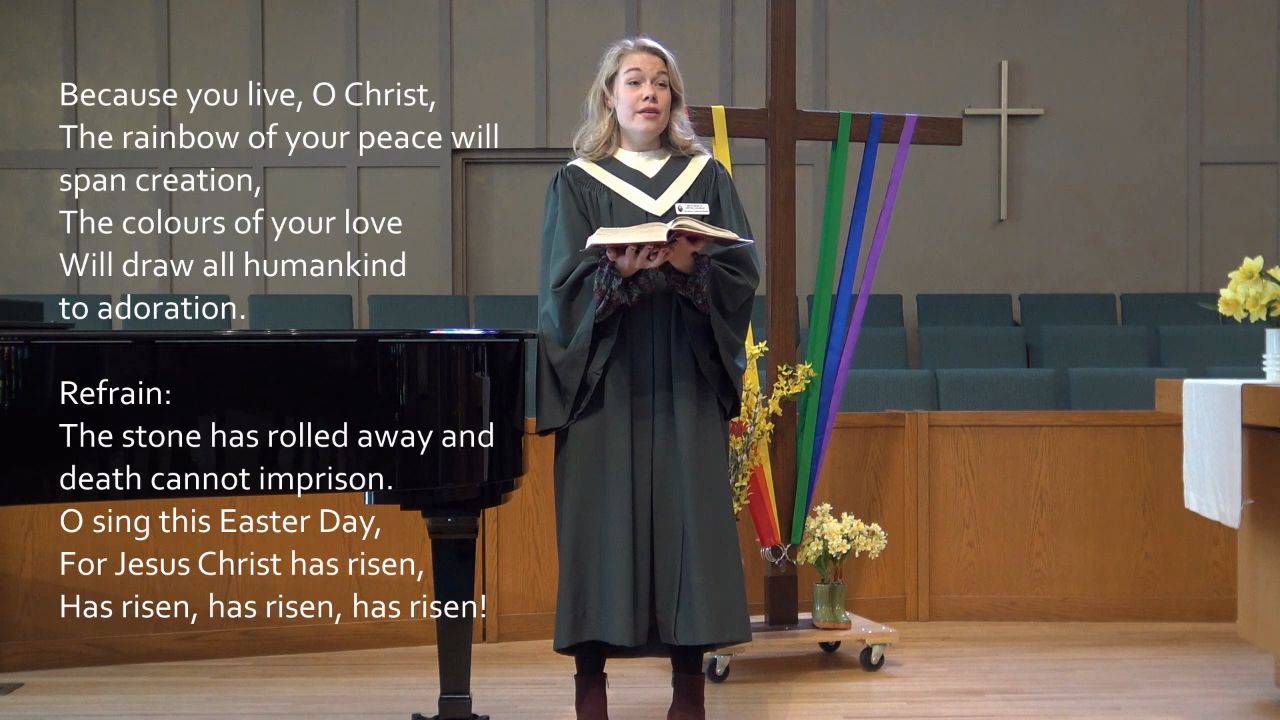 Because you live, O Christ,
The rainbow of your peace will
span creation,
The colours of your love
Will draw all humankind
to adoration.
Refrain:
The stone has rolled away and
death cannot imprison.
O sing this Easter Day,
For Jesus Christ has risen,
Has risen, has risen, has risen!